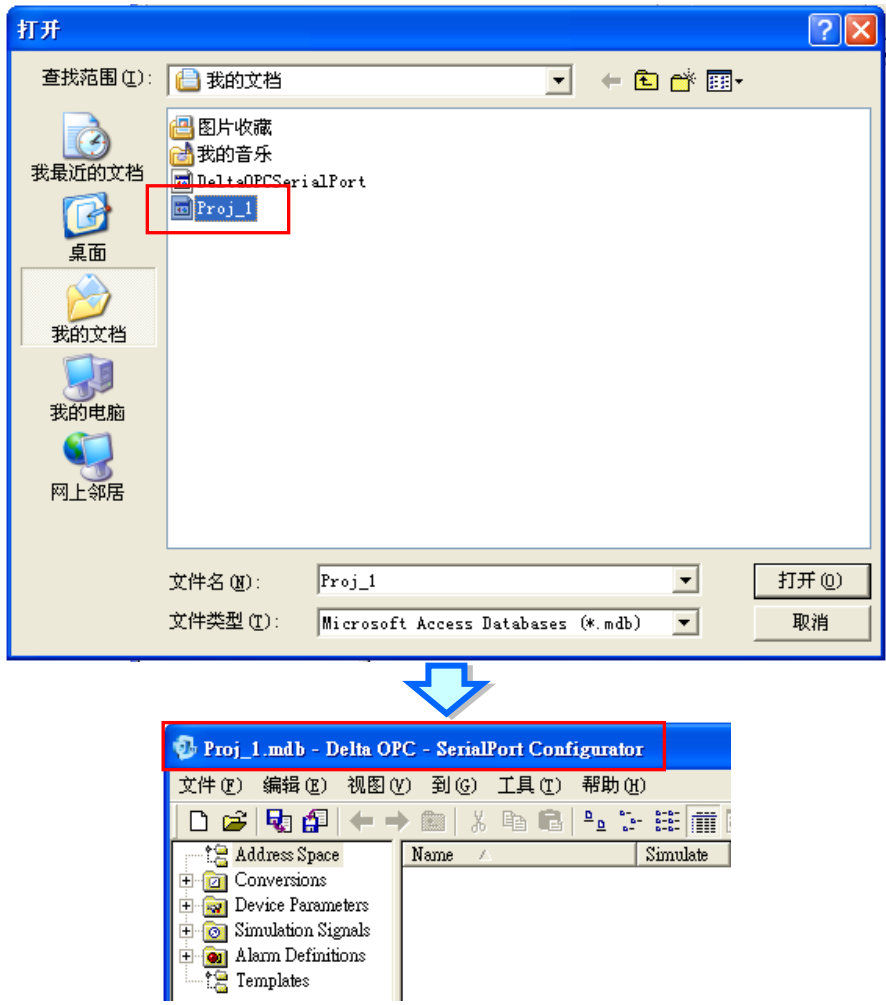 打开
查找范围(I): 我的文档
我最近的文档
桌面
我的文档
我的电脑
网上邻居
图片收藏
我的音乐
DeltaOPCSerialPort
Proj_1
文件名(N): Proj_1 打开(O)
文件类型(T): Microsoft Access Databases (*.mdb) 取消
Proj_1.mdb - Delta OPC - SerialPort Configurator
文件(F) 编辑(E) 视图(V) 到(G) 工具(T) 帮助(H)
Address Space
Conversions
Device Parameters
Simulation Signals
Alarm Definitions
Templates
Name Simulate